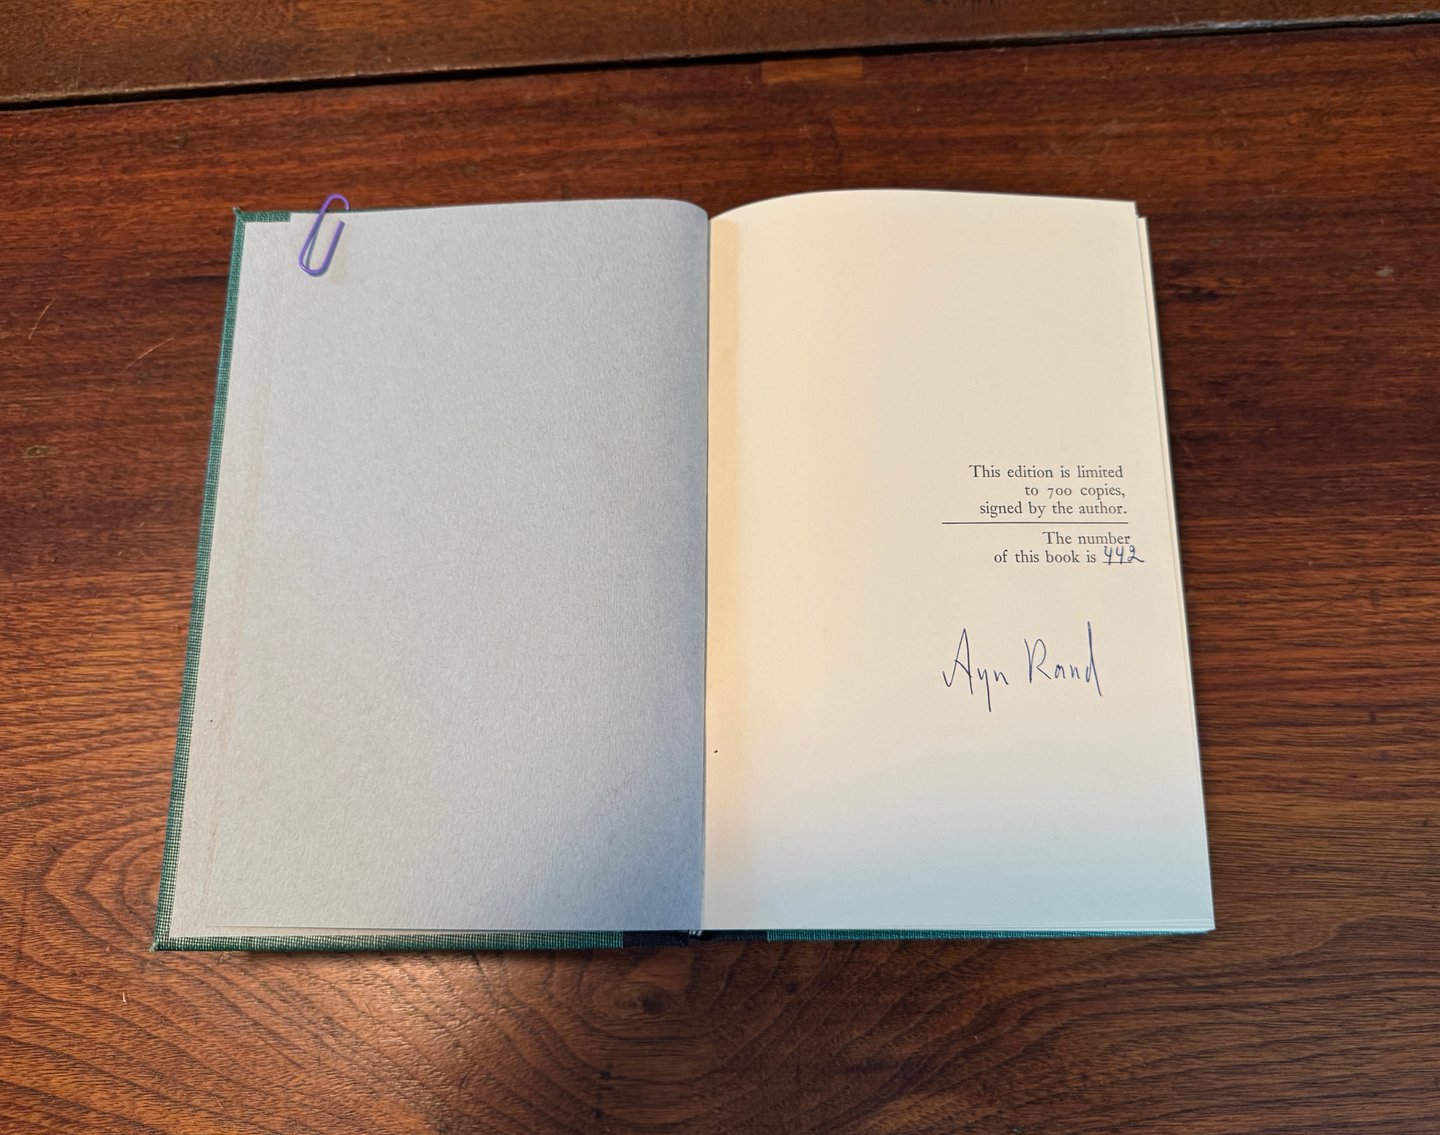 This edition is limited
to 700 copies,
signed by the author.
The number
of this book is 442
Ayn Rand